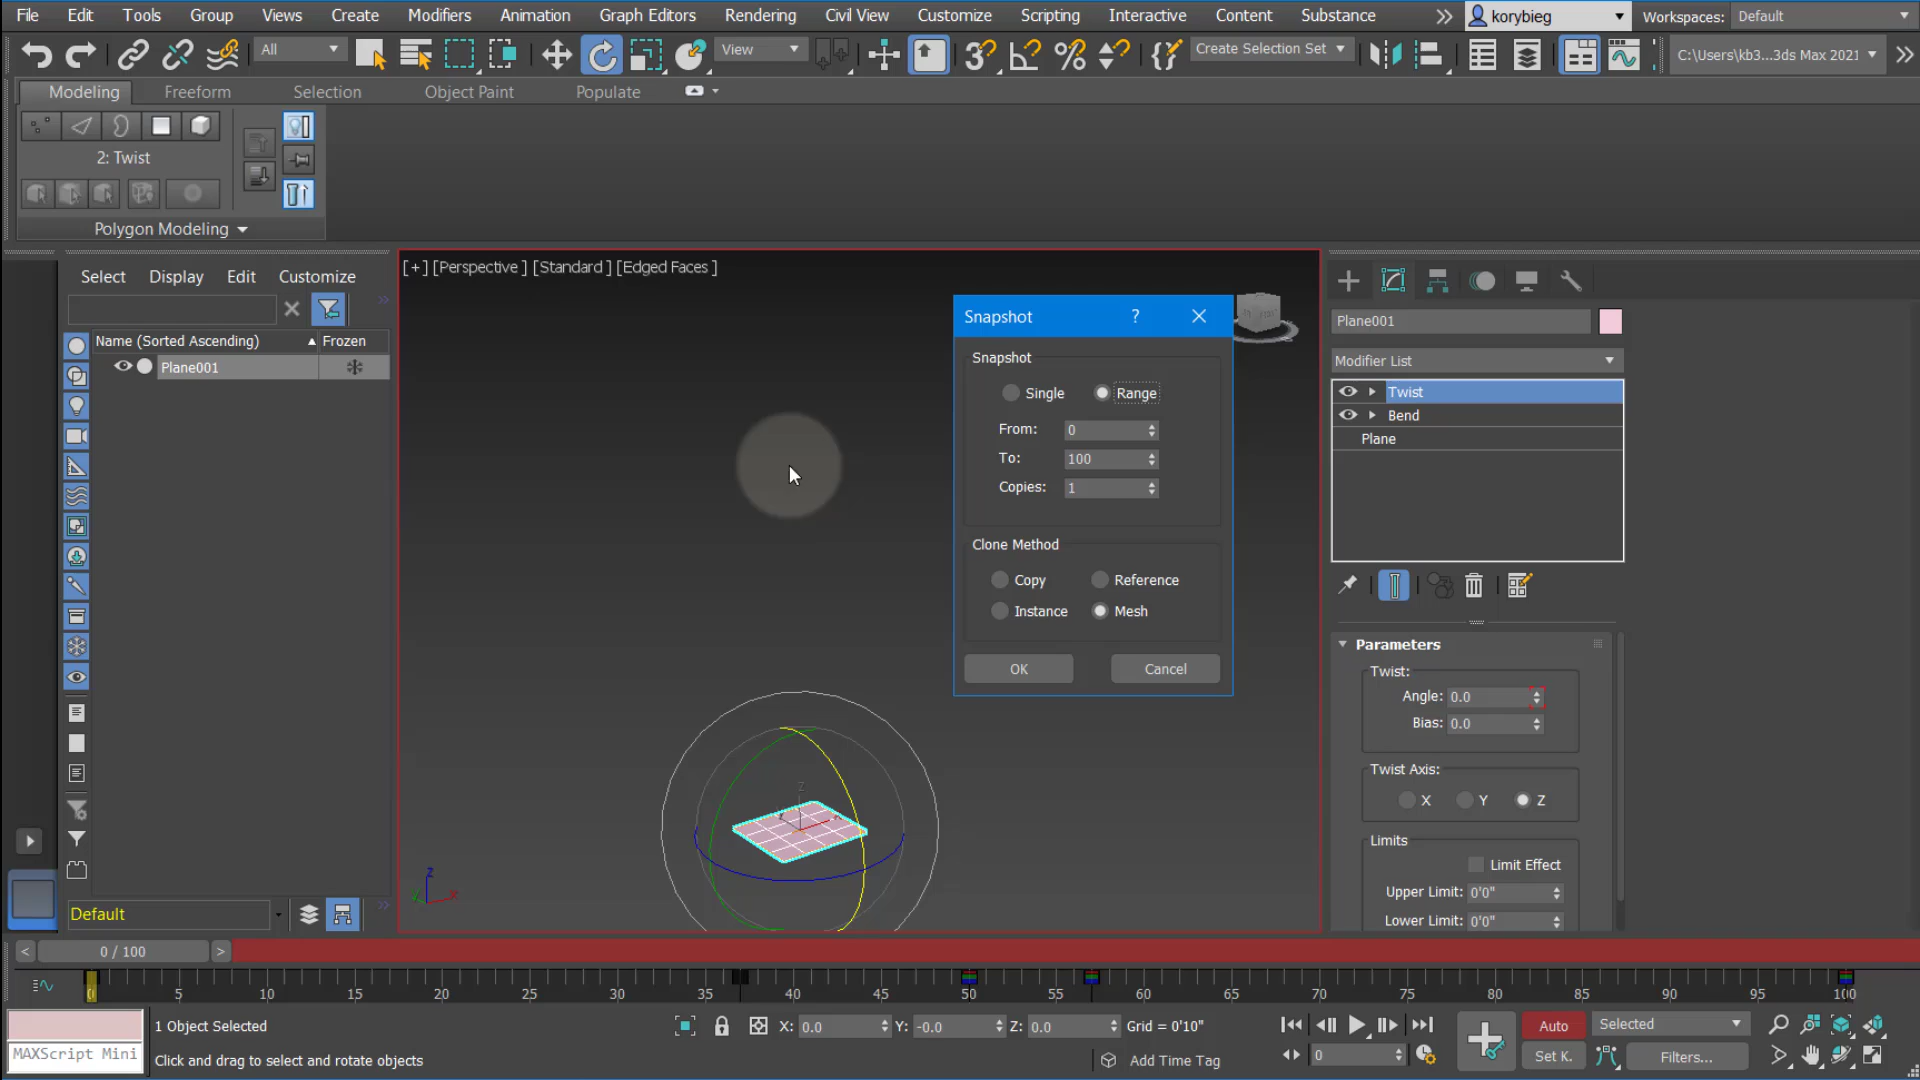 File Edit Tools Group Views Create Modifiers Animation Graph Editors Rendering Civil View Customize Scripting Interactive Content Substance korybieg Workspaces: Default
All View Create Selection Set C:\Users\kb3...3ds Max 2021
Modeling Freeform Selection Object Paint Populate
2: Twist
Polygon Modeling
Select Display Edit Customize
Name (Sorted Ascending) Frozen
Plane001
Default
[+] [Perspective] [Standard] [Edged Faces]
Z
Snapshot ?
Snapshot
Single Range
From: 0
To: 100
Copies: 1
Clone Method
Copy Reference
Instance Mesh
OK Cancel
Plane001
Modifier List
Twist
Bend
Plane
Parameters
Twist:
Angle: 0.0
Bias: 0.0
Twist Axis:
X Y Z
Limits
Limit Effect
Upper Limit: 0'0"
Lower Limit: 0'0"
< 0 / 100 >
0 5 10 15 20 25 30 35 40 45 50 55 60 65 70 75 80 85 90 95 100
1 Object Selected X: 0.0 Y: -0.0 Z: 0.0 Grid = 0'10" Auto Selected
MAXScript Mini Click and drag to select and rotate objects Add Time Tag 0 Set K. Filters...